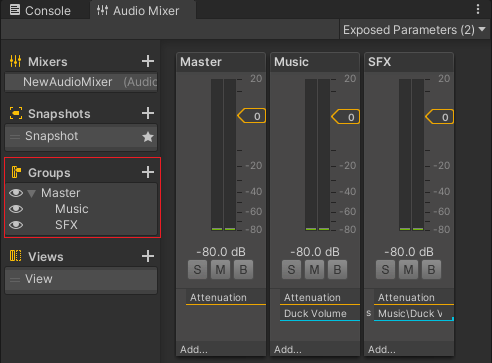 Console
Audio Mixer
Exposed Parameters (2)
Mixers
NewAudioMixer (Audio
Snapshots
Snapshot
Groups
Master
Music
SFX
Views
View
Master
20
0
-20
-40
-60
-80
-80.0 dB
S M B
Attenuation
Add...
Music
20
0
-20
-40
-60
-80
-80.0 dB
S M B
Attenuation
Duck Volume
Add...
SFX
20
0
-20
-40
-60
-80
-80.0 dB
S M B
Attenuation
s Music\Duck V
Add...